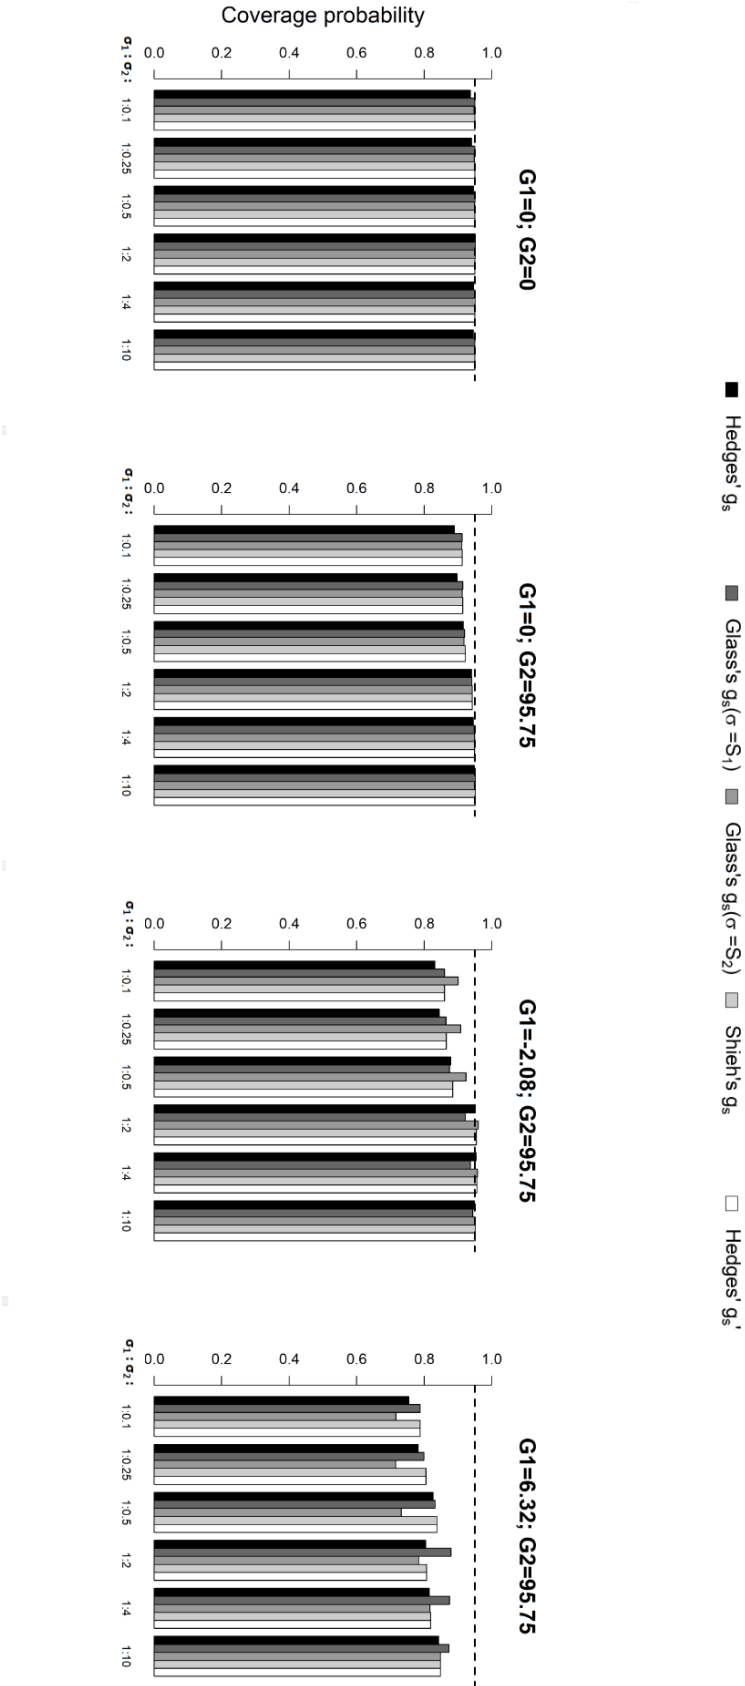 Hedges' gs
Glass's gs(σ =S1)
Glass's gs(σ =S2)
Shieh's gs
Hedges' gs'
G1=0; G2=0
Coverage probability
0.0 0.2 0.4 0.6 0.8 1.0
σ1 : σ2 :
1:0.1 1:0.25 1:0.5 1:2 1:4 1:10
G1=0; G2=95.75
0.0 0.2 0.4 0.6 0.8 1.0
σ1 : σ2 :
1:0.1 1:0.25 1:0.5 1:2 1:4 1:10
G1=-2.08; G2=95.75
0.0 0.2 0.4 0.6 0.8 1.0
σ1 : σ2 :
1:0.1 1:0.25 1:0.5 1:2 1:4 1:10
G1=6.32; G2=95.75
0.0 0.2 0.4 0.6 0.8 1.0
σ1 : σ2 :
1:0.1 1:0.25 1:0.5 1:2 1:4 1:10